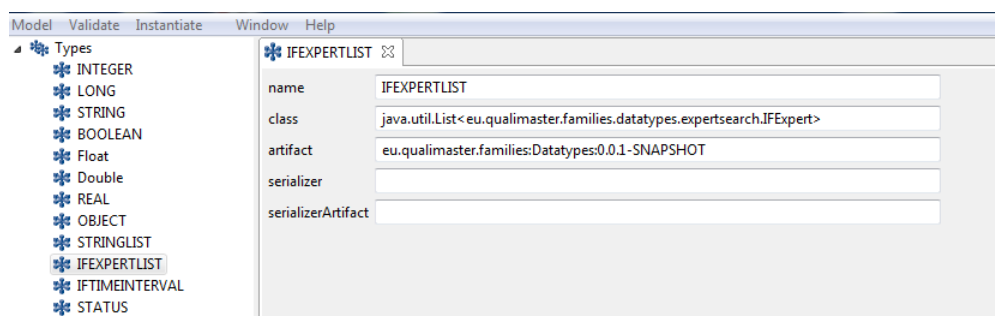 Model Validate Instantiate Window Help
Types
INTEGER
LONG
STRING
BOOLEAN
Float
Double
REAL
OBJECT
STRINGLIST
IFEXPERTLIST
IFTIMEINTERVAL
STATUS
IFEXPERTLIST
name IFEXPERTLIST
class java.util.List<eu.qualimaster.families.datatypes.expertsearch.IFExpert>
artifact eu.qualimaster.families:Datatypes:0.0.1-SNAPSHOT
serializer
serializerArtifact